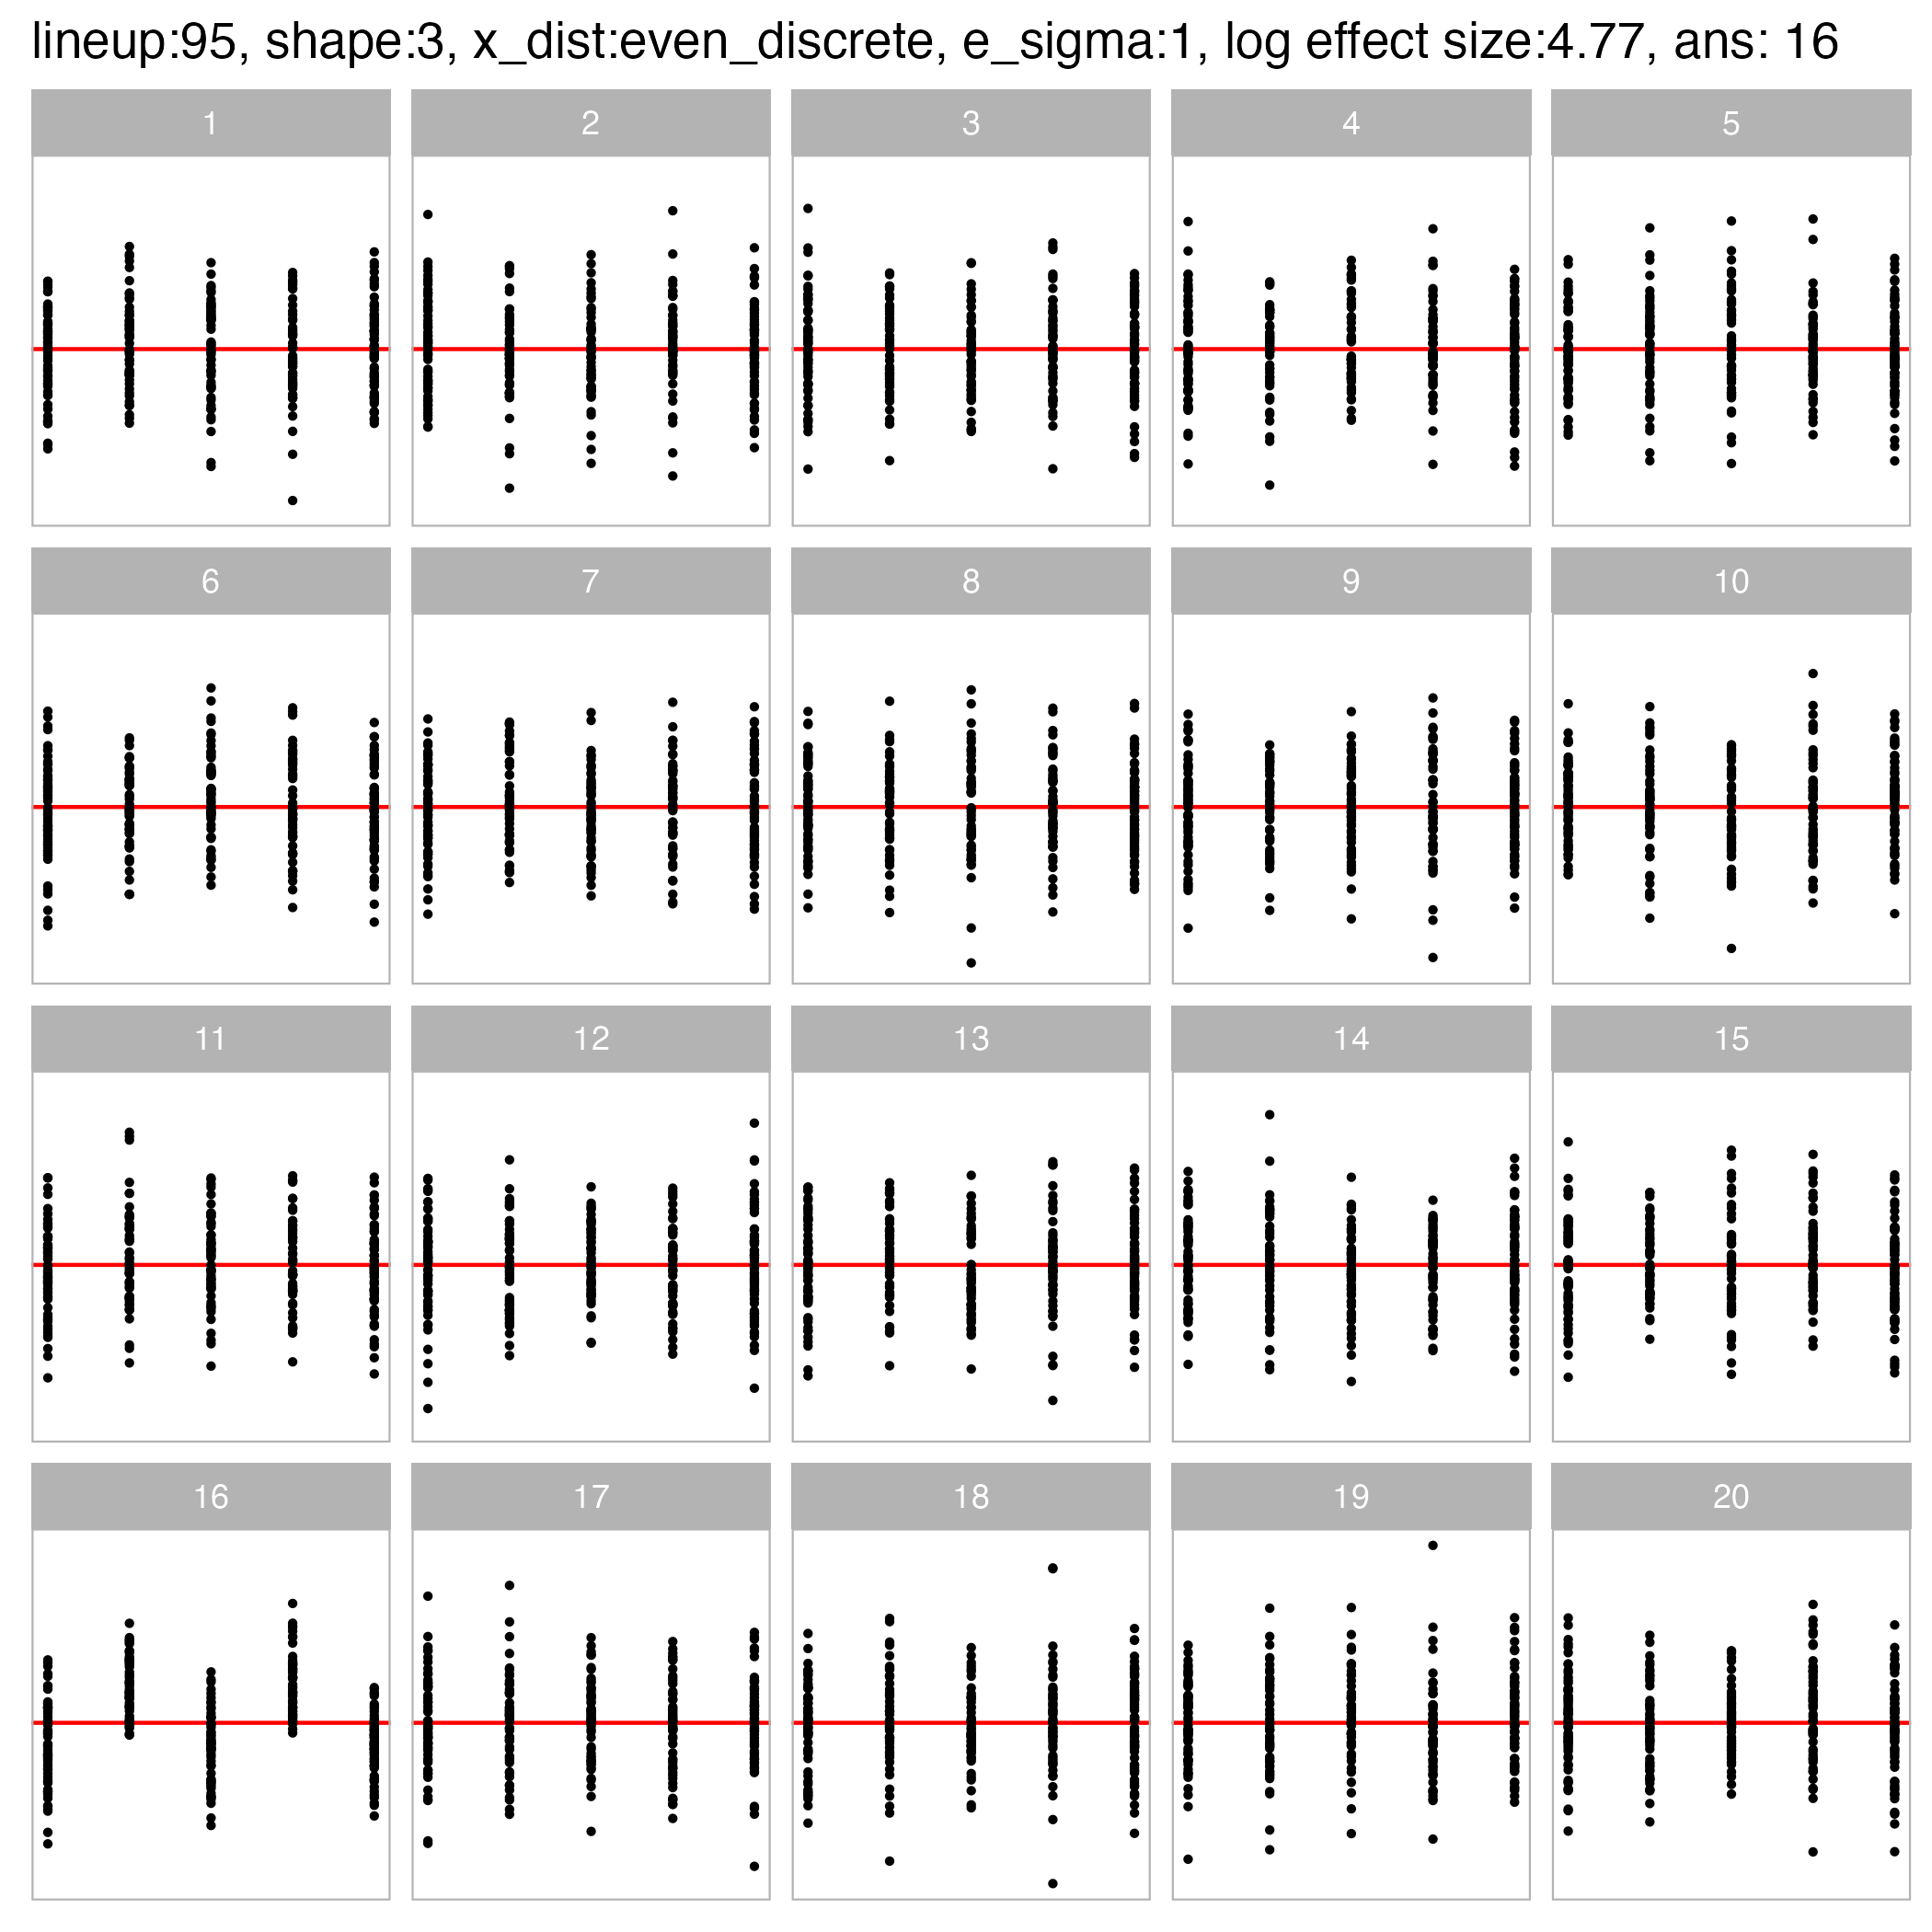 lineup:95, shape:3, x_dist:even_discrete, e_sigma:1, log effect size:4.77, ans: 16
1 2 3 4 5
6 7 8 9 10
11 12 13 14 15
16 17 18 19 20